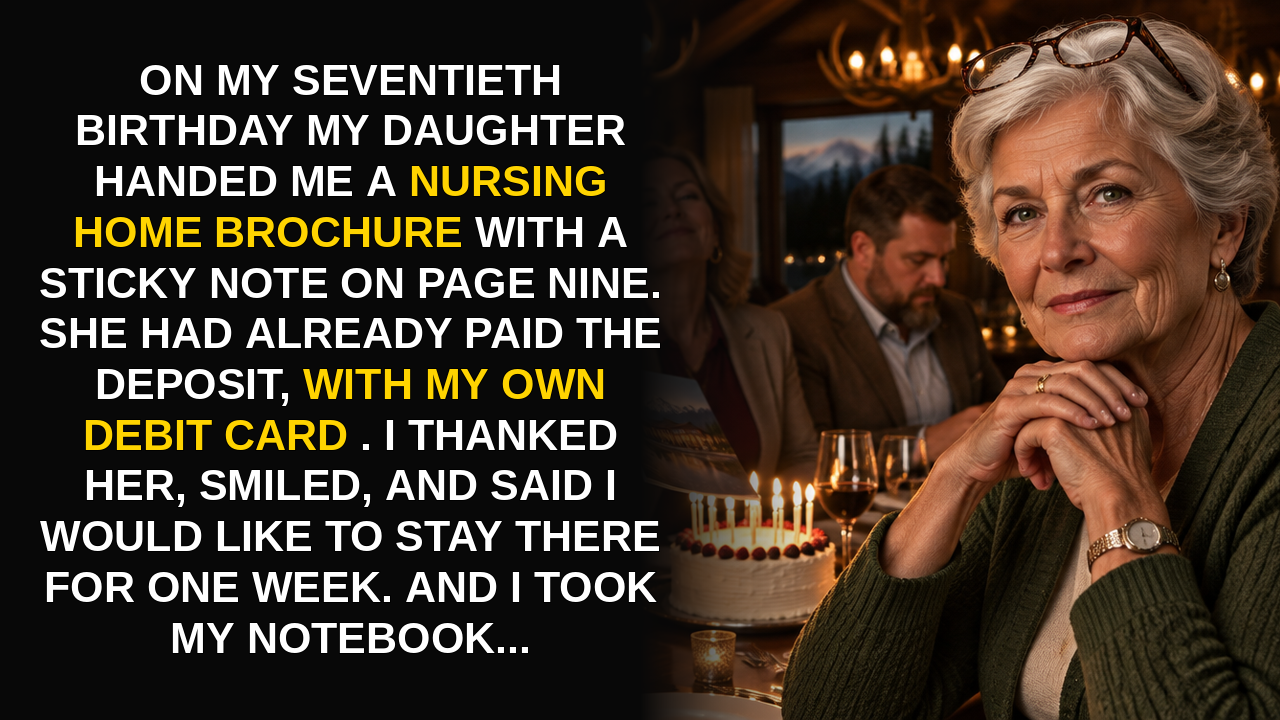 ON MY SEVENTIETH
BIRTHDAY MY DAUGHTER
HANDED ME A NURSING
HOME BROCHURE WITH A
STICKY NOTE ON PAGE NINE.
SHE HAD ALREADY PAID THE
DEPOSIT, WITH MY OWN
DEBIT CARD . I THANKED
HER, SMILED, AND SAID I
WOULD LIKE TO STAY THERE
FOR ONE WEEK. AND I TOOK
MY NOTEBOOK...